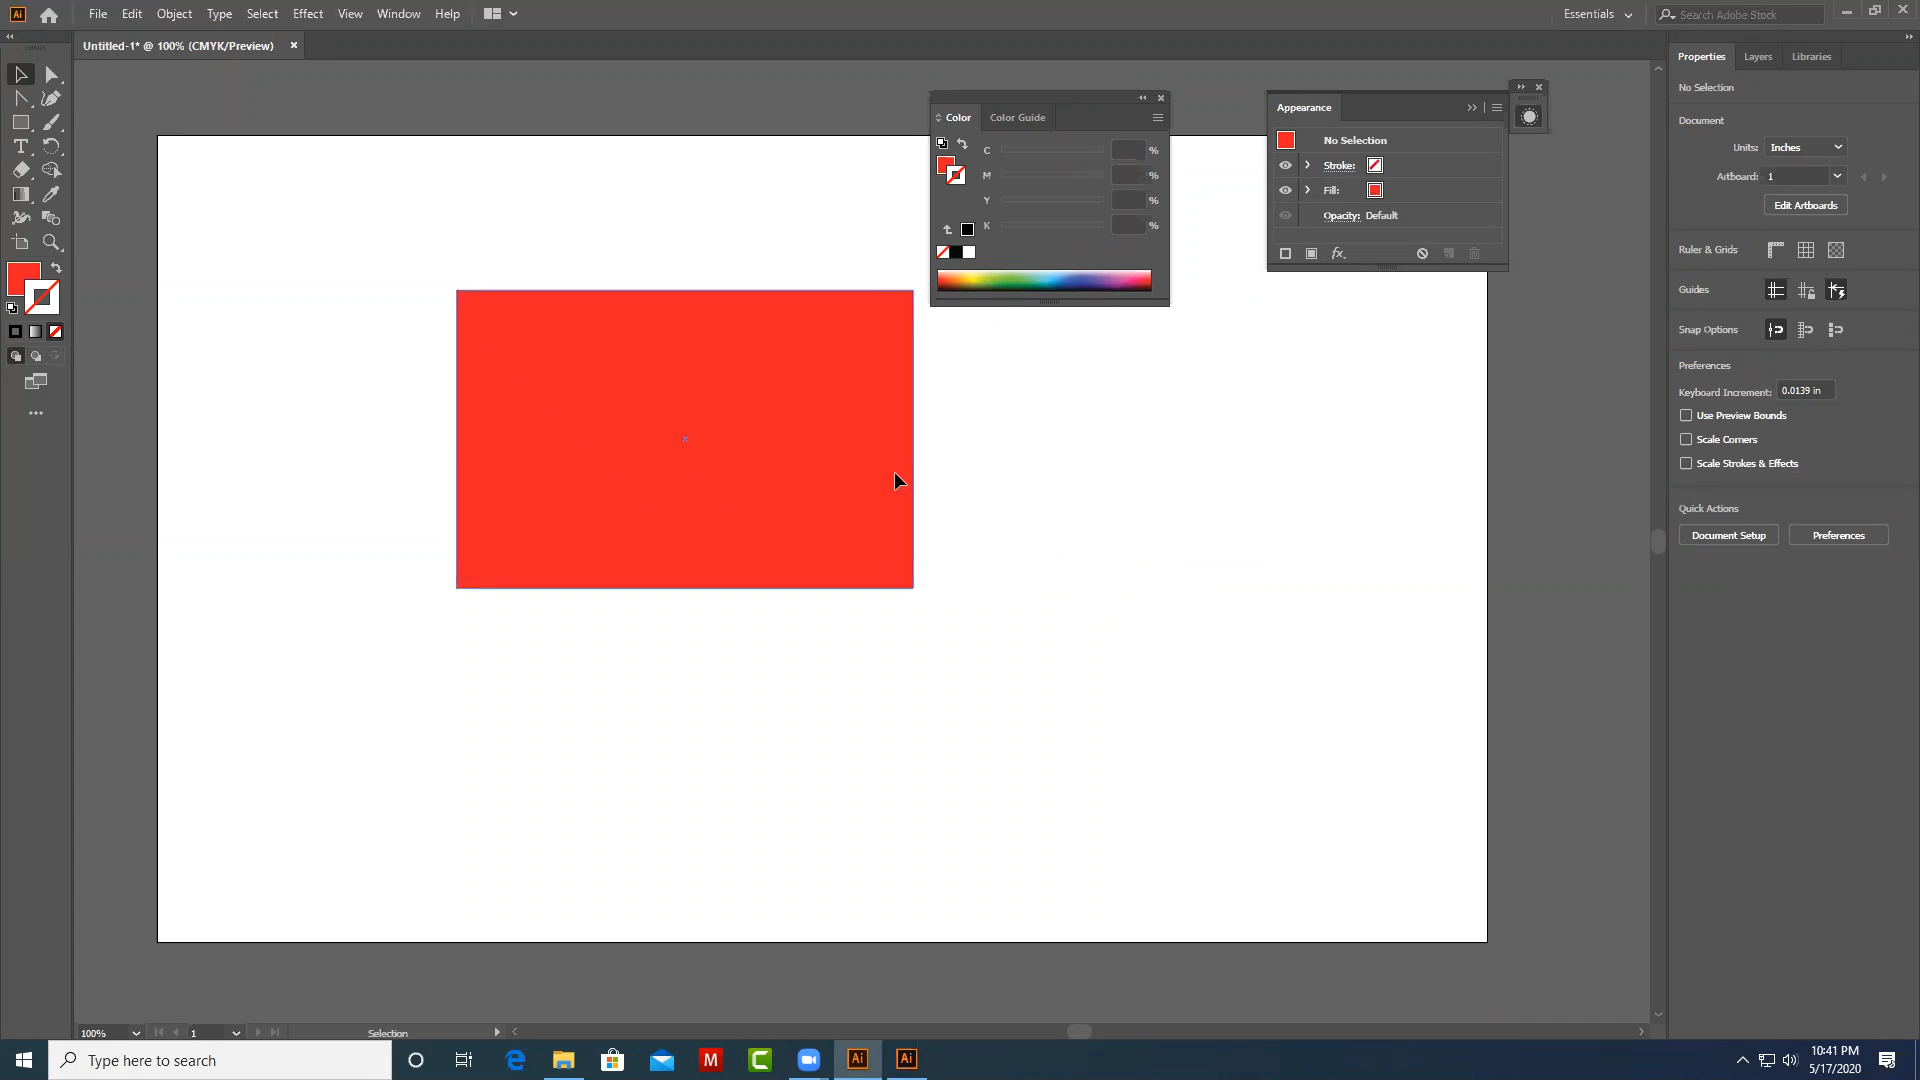 Ai File Edit Object Type Select Effect View Window Help Essentials Search Adobe Stock
Untitled-1* @ 100% (CMYK/Preview)
Properties Layers Libraries
No Selection
Document
Units: Inches
Artboard: 1
Edit Artboards
Ruler & Grids
Guides
Snap Options
Preferences
Keyboard Increment: 0.0139 in
Use Preview Bounds
Scale Corners
Scale Strokes & Effects
Quick Actions
Document Setup Preferences
Color Color Guide
C %
M %
Y %
K %
Appearance
No Selection
Stroke:
Fill:
Opacity: Default
fx
T
100% 1 Selection
Type here to search
M
C
Ai
Ai
10:41 PM
5/17/2020